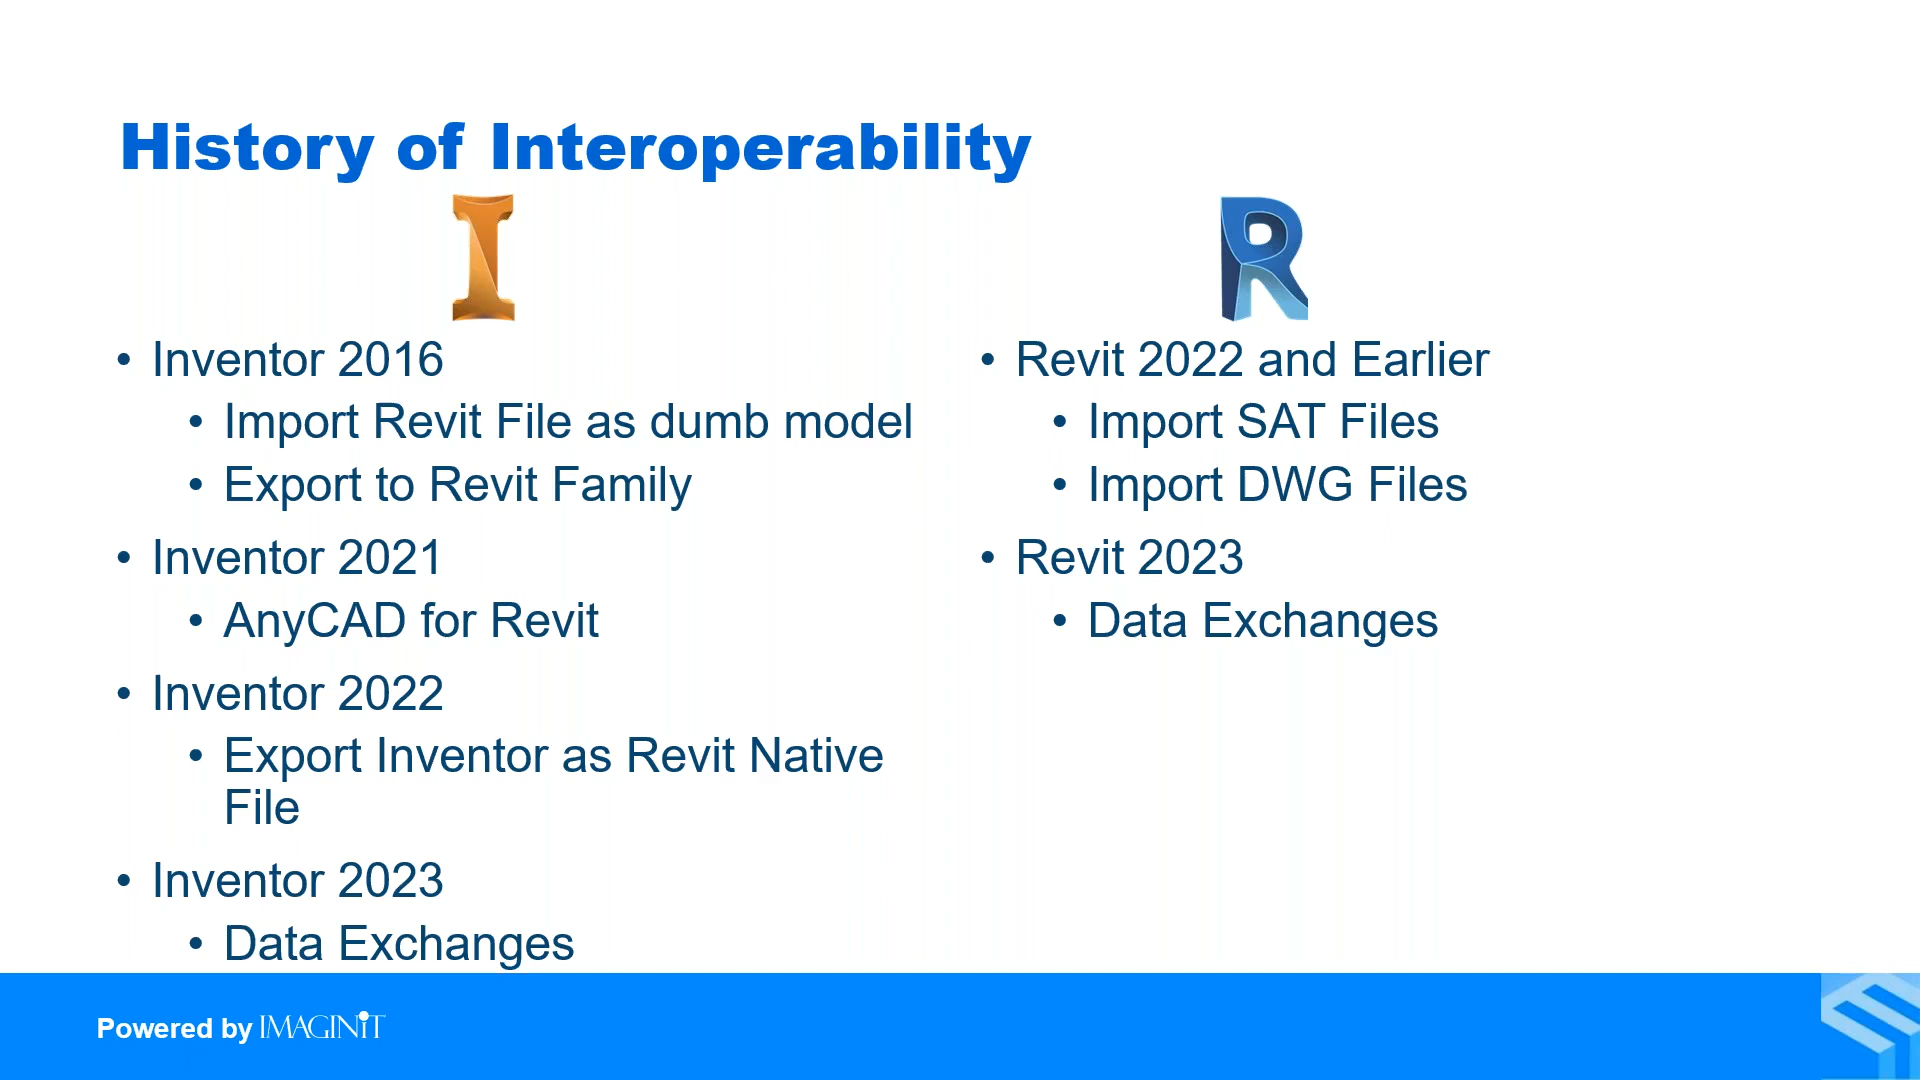 History of Interoperability
• Inventor 2016
• Import Revit File as dumb model
• Export to Revit Family
• Inventor 2021
• AnyCAD for Revit
• Inventor 2022
• Export Inventor as Revit Native
File
• Inventor 2023
• Data Exchanges
• Revit 2022 and Earlier
• Import SAT Files
• Import DWG Files
• Revit 2023
• Data Exchanges
Powered by IMAGINiT